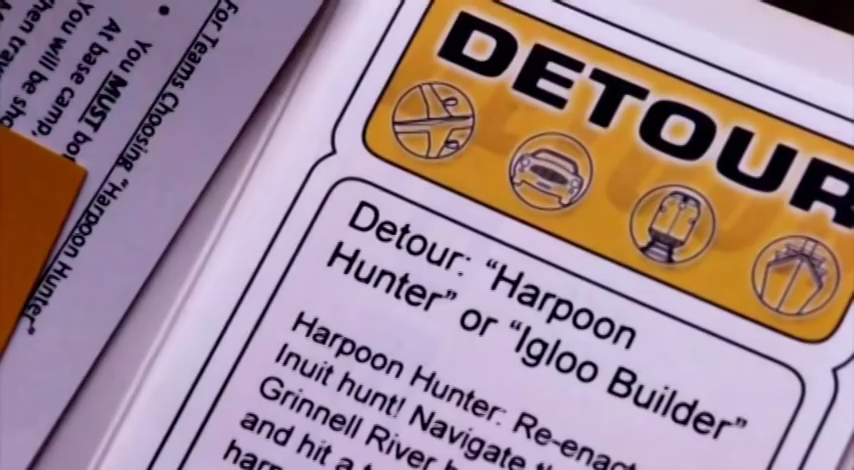 For Teams Choosing "Harpoon Hunter"
You MUST
At base camp,
You will be
DETOUR
Detour: “Harpoon
Hunter” or “Igloo Builder”
Harpoon Hunter: Re-enact
Inuit hunt! Navigate
Grinnell River
and hit a